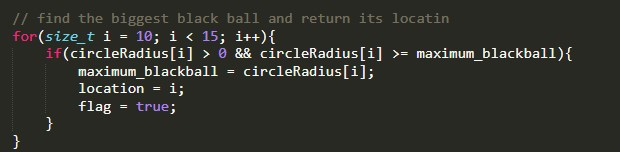 // find the biggest black ball and return its locatin
for(size_t i = 10; i < 15; i++){
    if(circleRadius[i] > 0 && circleRadius[i] >= maximum_blackball){
        maximum_blackball = circleRadius[i];
        location = i;
        flag = true;
    }
}